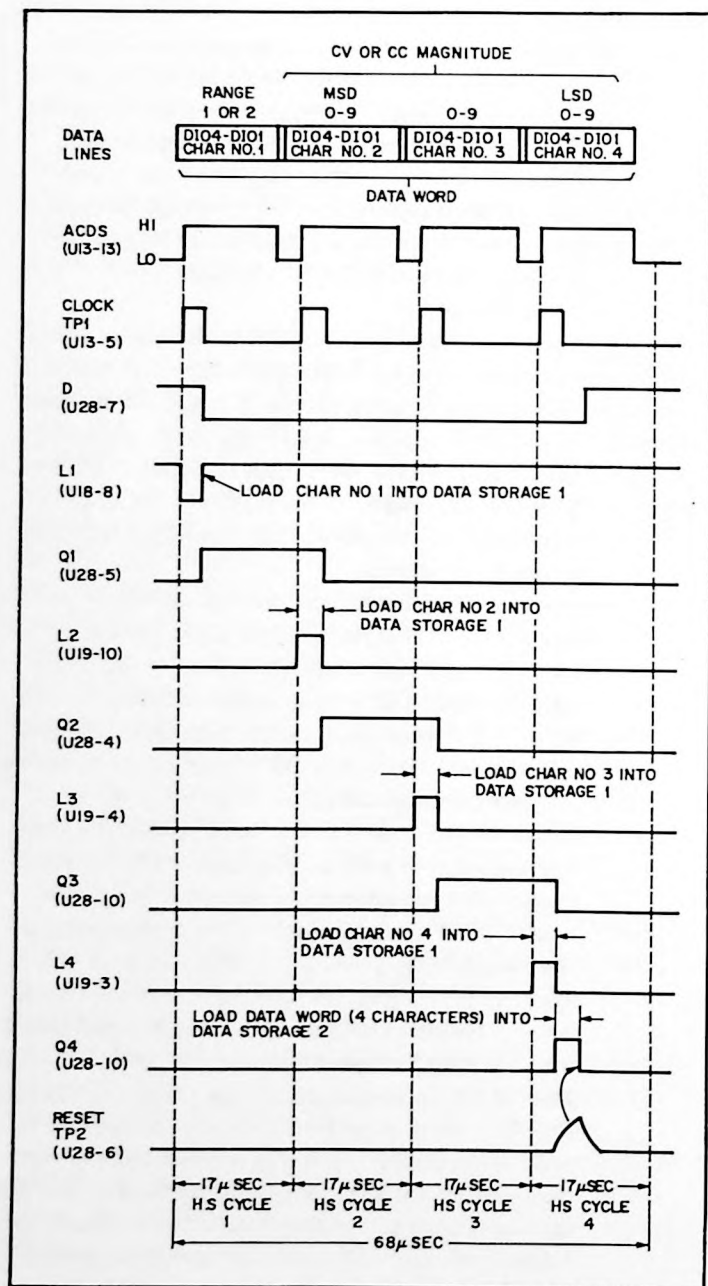 CV OR CC MAGNITUDE
RANGE MSD LSD
1 OR 2 0-9 0-9 0-9
DATA LINES
DIO4-DIO1 CHAR NO.1
DIO4-DIO1 CHAR NO. 2
DIO4-DIO1 CHAR NO. 3
DIO4-DIO1 CHAR NO. 4
DATA WORD
ACDS
(U13-13)
HI
LO
CLOCK
TP1
(U13-5)
D
(U28-7)
L1
(U18-8)
LOAD CHAR NO 1 INTO DATA STORAGE 1
Q1
(U28-5)
LOAD CHAR NO 2 INTO
DATA STORAGE 1
L2
(U19-10)
Q2
(U28-4)
LOAD CHAR NO 3 INTO
DATA STORAGE 1
L3
(U19-4)
Q3
(U28-10)
LOAD CHAR NO 4 INTO
DATA STORAGE 1
L4
(U19-3)
LOAD DATA WORD (4 CHARACTERS) INTO
DATA STORAGE 2
Q4
(U28-10)
RESET
TP2
(U28-6)
17μSEC 17μSEC 17μSEC 17μSEC
H.S CYCLE HS CYCLE HS CYCLE HS CYCLE
1 2 3 4
68μSEC